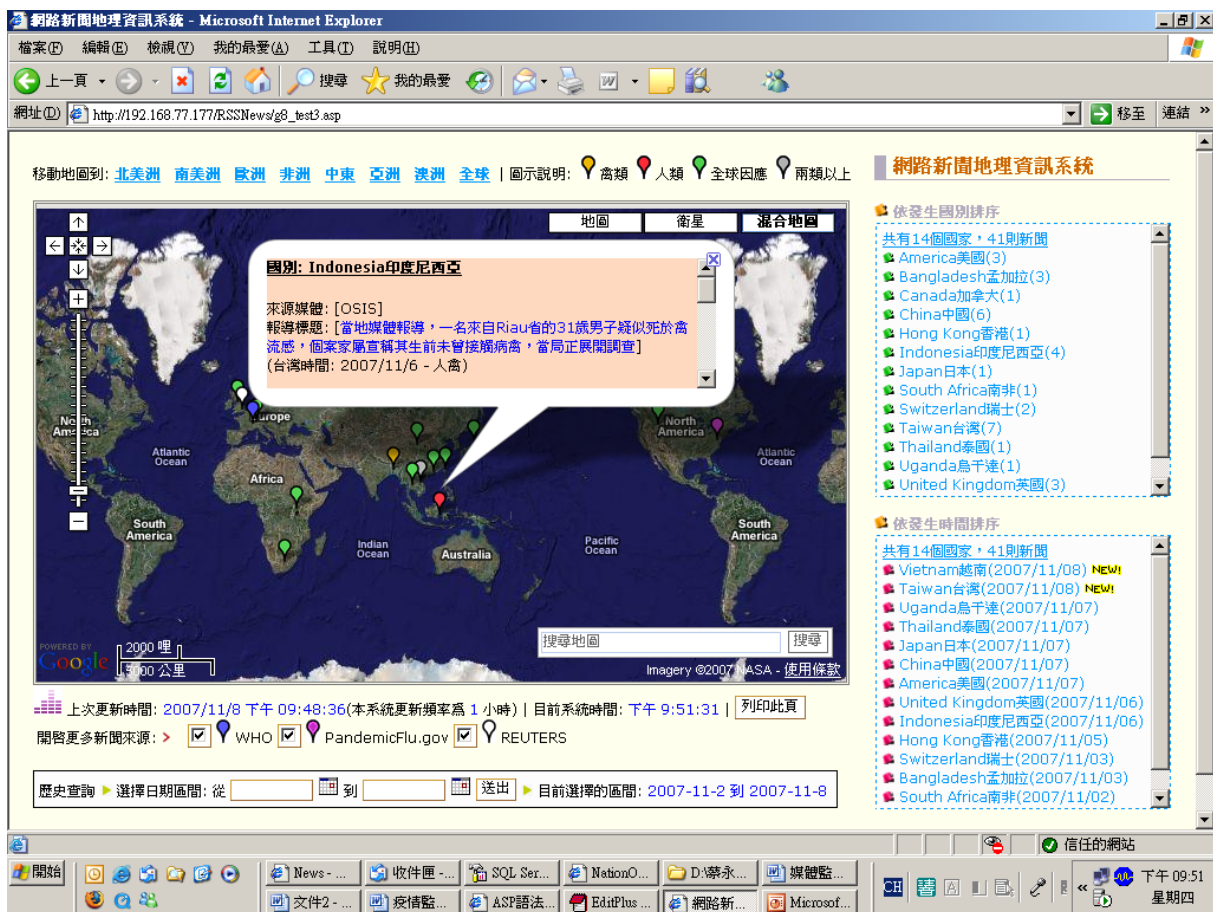 網路新聞地理資訊系統 - Microsoft Internet Explorer
檔案(F) 編輯(E) 檢視(V) 我的最愛(A) 工具(T) 說明(H)
上一頁 搜尋 我的最愛
網址(D) http://192.168.77.177/RSSNews/g8_test3.asp 移至 連結 »
移動地圖到: 北美洲 南美洲 歐洲 非洲 中東 亞洲 澳洲 全球 | 圖示說明: 禽類 人類 全球因應 兩類以上
地圖 衛星 混合地圖
國別: Indonesia印度尼西亞
來源媒體: [OSIS]
報導標題: [當地媒體報導，一名來自Riau省的31歲男子疑似死於禽
流感，個案家屬宣稱其生前未曾接觸病禽，當局正展開調查]
(台灣時間: 2007/11/6 - 人禽)
North America
Europe
Atlantic Ocean
Africa
South America
Indian Ocean
Australia
Pacific Ocean
North America
Atlantic Ocean
South America
搜尋地圖 搜尋
POWERED BY
Google
2000 哩
3000 公里
Imagery ©2007 NASA - 使用條款
上次更新時間: 2007/11/8 下午 09:48:36(本系統更新頻率為 1 小時) | 目前系統時間: 下午 9:51:31 | 列印此頁
開啓更多新聞來源: > WHO PandemicFlu.gov REUTERS
歷史查詢 選擇日期區間: 從 到 送出 目前選擇的區間: 2007-11-2 到 2007-11-8
網路新聞地理資訊系統
依發生國別排序
共有14個國家，41則新聞
America美國(3)
Bangladesh孟加拉(3)
Canada加拿大(1)
China中國(6)
Hong Kong香港(1)
Indonesia印度尼西亞(4)
Japan日本(1)
South Africa南非(1)
Switzerland瑞士(2)
Taiwan台灣(7)
Thailand泰國(1)
Uganda烏干達(1)
United Kingdom英國(3)
依發生時間排序
共有14個國家，41則新聞
Vietnam越南(2007/11/08) NEW!
Taiwan台灣(2007/11/08) NEW!
Uganda烏干達(2007/11/07)
Thailand泰國(2007/11/07)
Japan日本(2007/11/07)
China中國(2007/11/07)
America美國(2007/11/07)
United Kingdom英國(2007/11/06)
Indonesia印度尼西亞(2007/11/06)
Hong Kong香港(2007/11/05)
Switzerland瑞士(2007/11/03)
Bangladesh孟加拉(2007/11/03)
South Africa南非(2007/11/02)
信任的網站
開始 News - ... 收件匣 -... SQL Ser... NationO... D:\蔡永... 媒體監... CH 下午 09:51
文件2 - ... 疫情監... ASP語法... EditPlus ... 網路新... Microsof... 星期四